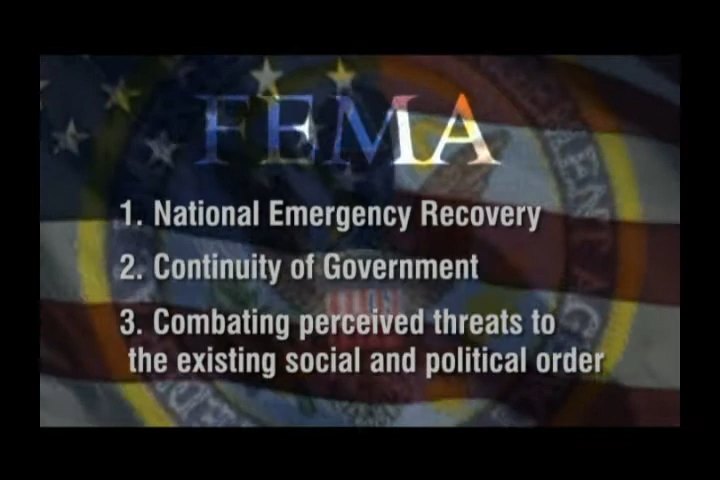 FEMA
1. National Emergency Recovery
2. Continuity of Government
3. Combating perceived threats to
the existing social and political order